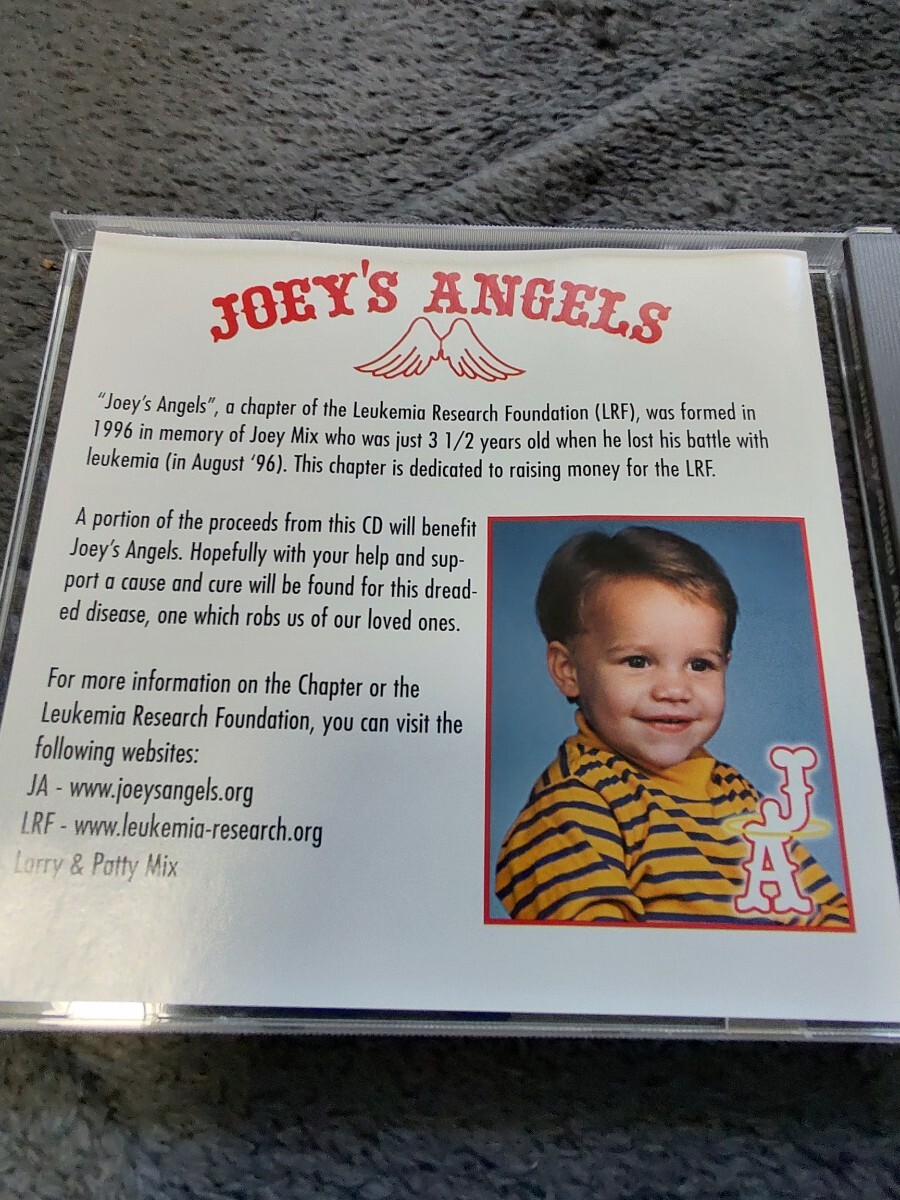 JOEY'S ANGELS
"Joey's Angels", a chapter of the Leukemia Research Foundation (LRF), was formed in
1996 in memory of Joey Mix who was just 3 1/2 years old when he lost his battle with
leukemia (in August '96). This chapter is dedicated to raising money for the LRF.
A portion of the proceeds from this CD will benefit
Joey's Angels. Hopefully with your help and sup-
port a cause and cure will be found for this dread-
ed disease, one which robs us of our loved ones.
For more information on the Chapter or the
Leukemia Research Foundation, you can visit the
following websites:
JA - www.joeysangels.org
LRF - www.leukemia-research.org
Larry & Patty Mix
JA